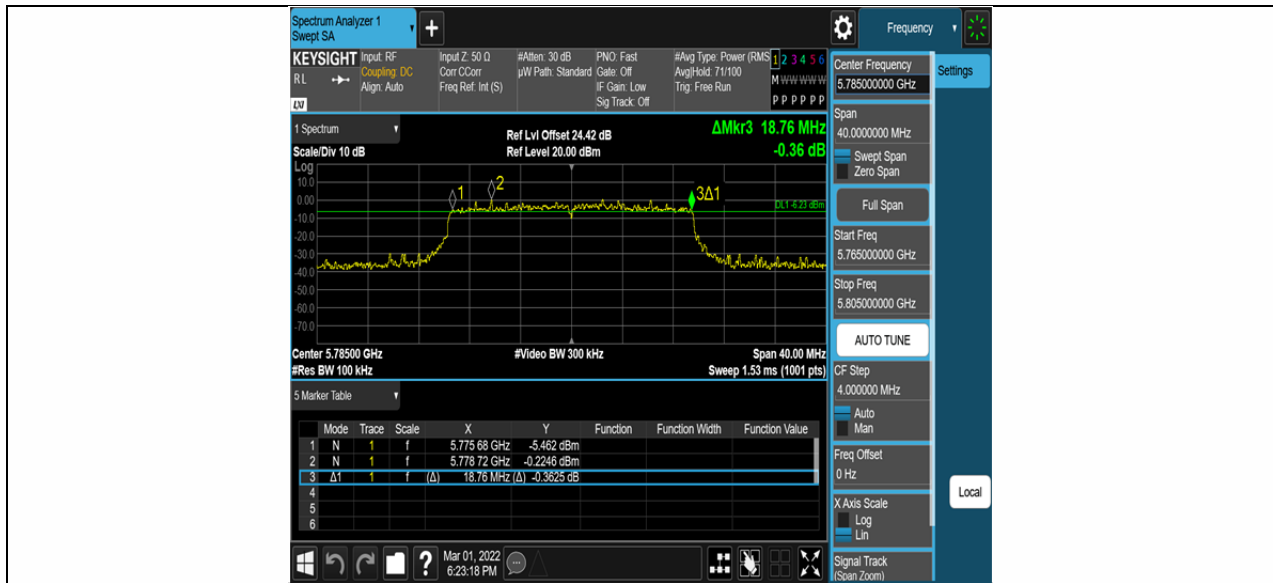 Spectrum Analyzer 1
Swept SA
+
Frequency
KEYSIGHT
RL
LXI
Input: RF
Coupling: DC
Align: Auto
Input Z: 50 Ω
Corr CCorr
Freq Ref: Int (S)
#Atten: 30 dB
µW Path: Standard
PNO: Fast
Gate: Off
IF Gain: Low
Sig Track: Off
#Avg Type: Power (RMS
Avg|Hold: 71/100
Trig: Free Run
1 2 3 4 5 6
M W W W W W
P P P P P P
1 Spectrum
Scale/Div 10 dB
Ref Lvl Offset 24.42 dB
Ref Level 20.00 dBm
ΔMkr3 18.76 MHz
-0.36 dB
Log
10.0
0.00
-10.0
-20.0
-30.0
-40.0
-50.0
-60.0
-70.0
1
2
3Δ1
DL1 -6.23 dBm
Center 5.78500 GHz
#Res BW 100 kHz
#Video BW 300 kHz
Span 40.00 MHz
Sweep 1.53 ms (1001 pts)
5 Marker Table
Mode Trace Scale X Y Function Function Width Function Value
1 N 1 f 5.775 68 GHz -5.462 dBm
2 N 1 f 5.778 72 GHz -0.2246 dBm
3 Δ1 1 f (Δ) 18.76 MHz (Δ) -0.3625 dB
4
5
6
?
Mar 01, 2022
6:23:18 PM
Center Frequency
5.785000000 GHz
Span
40.0000000 MHz
Swept Span
Zero Span
Full Span
Start Freq
5.765000000 GHz
Stop Freq
5.805000000 GHz
AUTO TUNE
CF Step
4.000000 MHz
Auto
Man
Freq Offset
0 Hz
X Axis Scale
Log
Lin
Signal Track
(Span Zoom)
Settings
Local